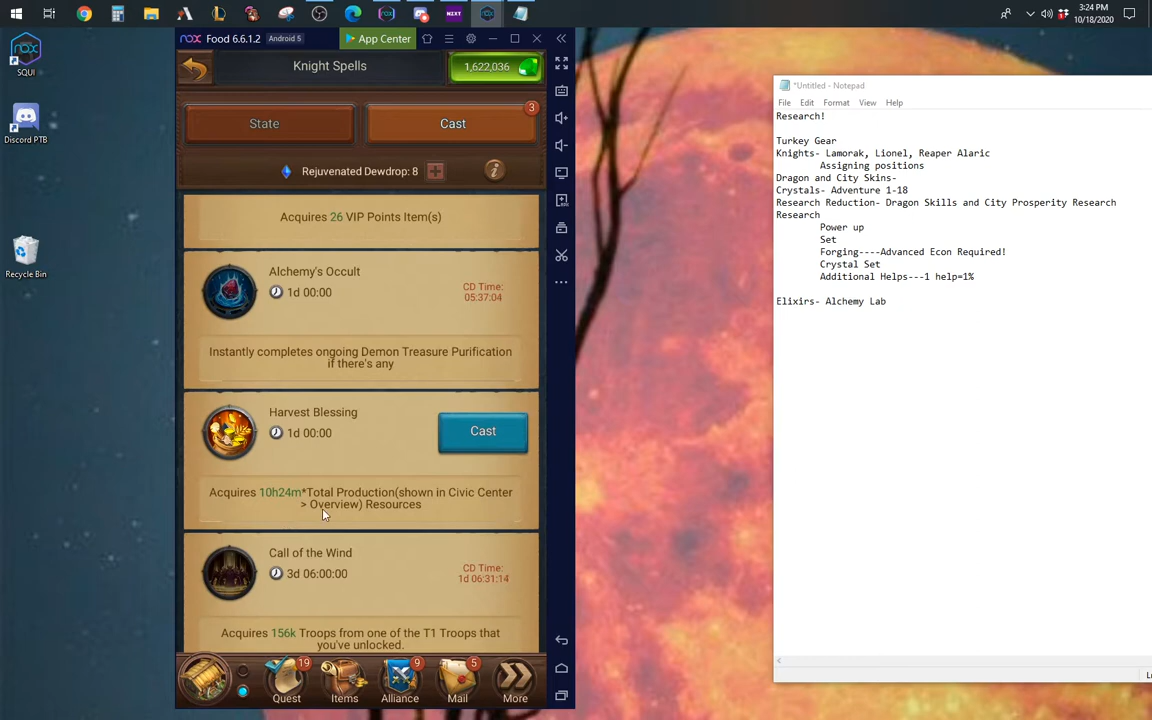 3:24 PM
10/18/2020
SQUI
Discord PTB
Recycle Bin
nox Food 6.6.1.2 Android 5 App Center
Knight Spells
1,622,036
State
Cast
3
Rejuvenated Dewdrop: 8
Acquires 26 VIP Points Item(s)
Alchemy's Occult
1d 00:00
CD Time:
05:37:04
Instantly completes ongoing Demon Treasure Purification
if there's any
Harvest Blessing
1d 00:00
Cast
Acquires 10h24m*Total Production(shown in Civic Center
> Overview) Resources
Call of the Wind
3d 06:00:00
CD Time:
1d 06:31:14
Acquires 156k Troops from one of the T1 Troops that
you've unlocked.
19
9
5
Quest
Items
Alliance
Mail
More
*Untitled - Notepad
File Edit Format View Help
Research!
Turkey Gear
Knights- Lamorak, Lionel, Reaper Alaric
Assigning positions
Dragon and City Skins-
Crystals- Adventure 1-18
Research Reduction- Dragon Skills and City Prosperity Research
Research
Power up
Set
Forging----Advanced Econ Required!
Crystal Set
Additional Helps---1 help=1%
Elixirs- Alchemy Lab